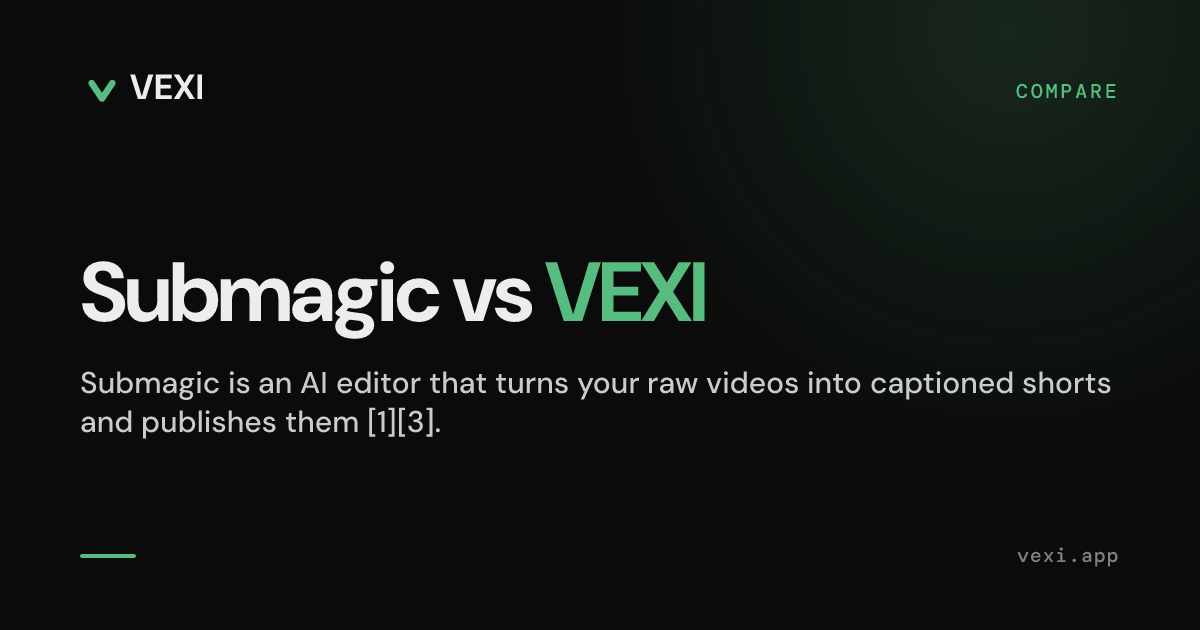 VEXI
COMPARE
Submagic vs VEXI
Submagic is an AI editor that turns your raw videos into captioned shorts
and publishes them [1][3].
vexi.app